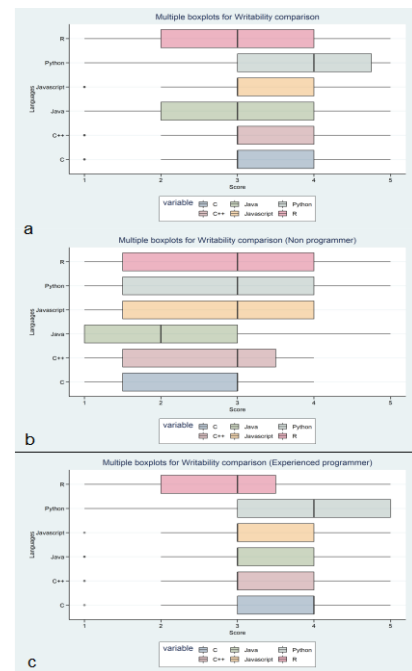 Multiple boxplots for Writability comparison
R
Python
Javascript
Java
C++
C
Languages
1 2 3 4 5
Score
variable C Java Python
C++ Javascript R
a
Multiple boxplots for Writability comparison (Non programmer)
R
Python
Javascript
Java
C++
C
Languages
1 2 3 4 5
Score
variable C Java Python
C++ Javascript R
b
Multiple boxplots for Writability comparison (Experienced programmer)
R
Python
Javascript
Java
C++
C
Languages
1 2 3 4 5
Score
variable C Java Python
C++ Javascript R
c